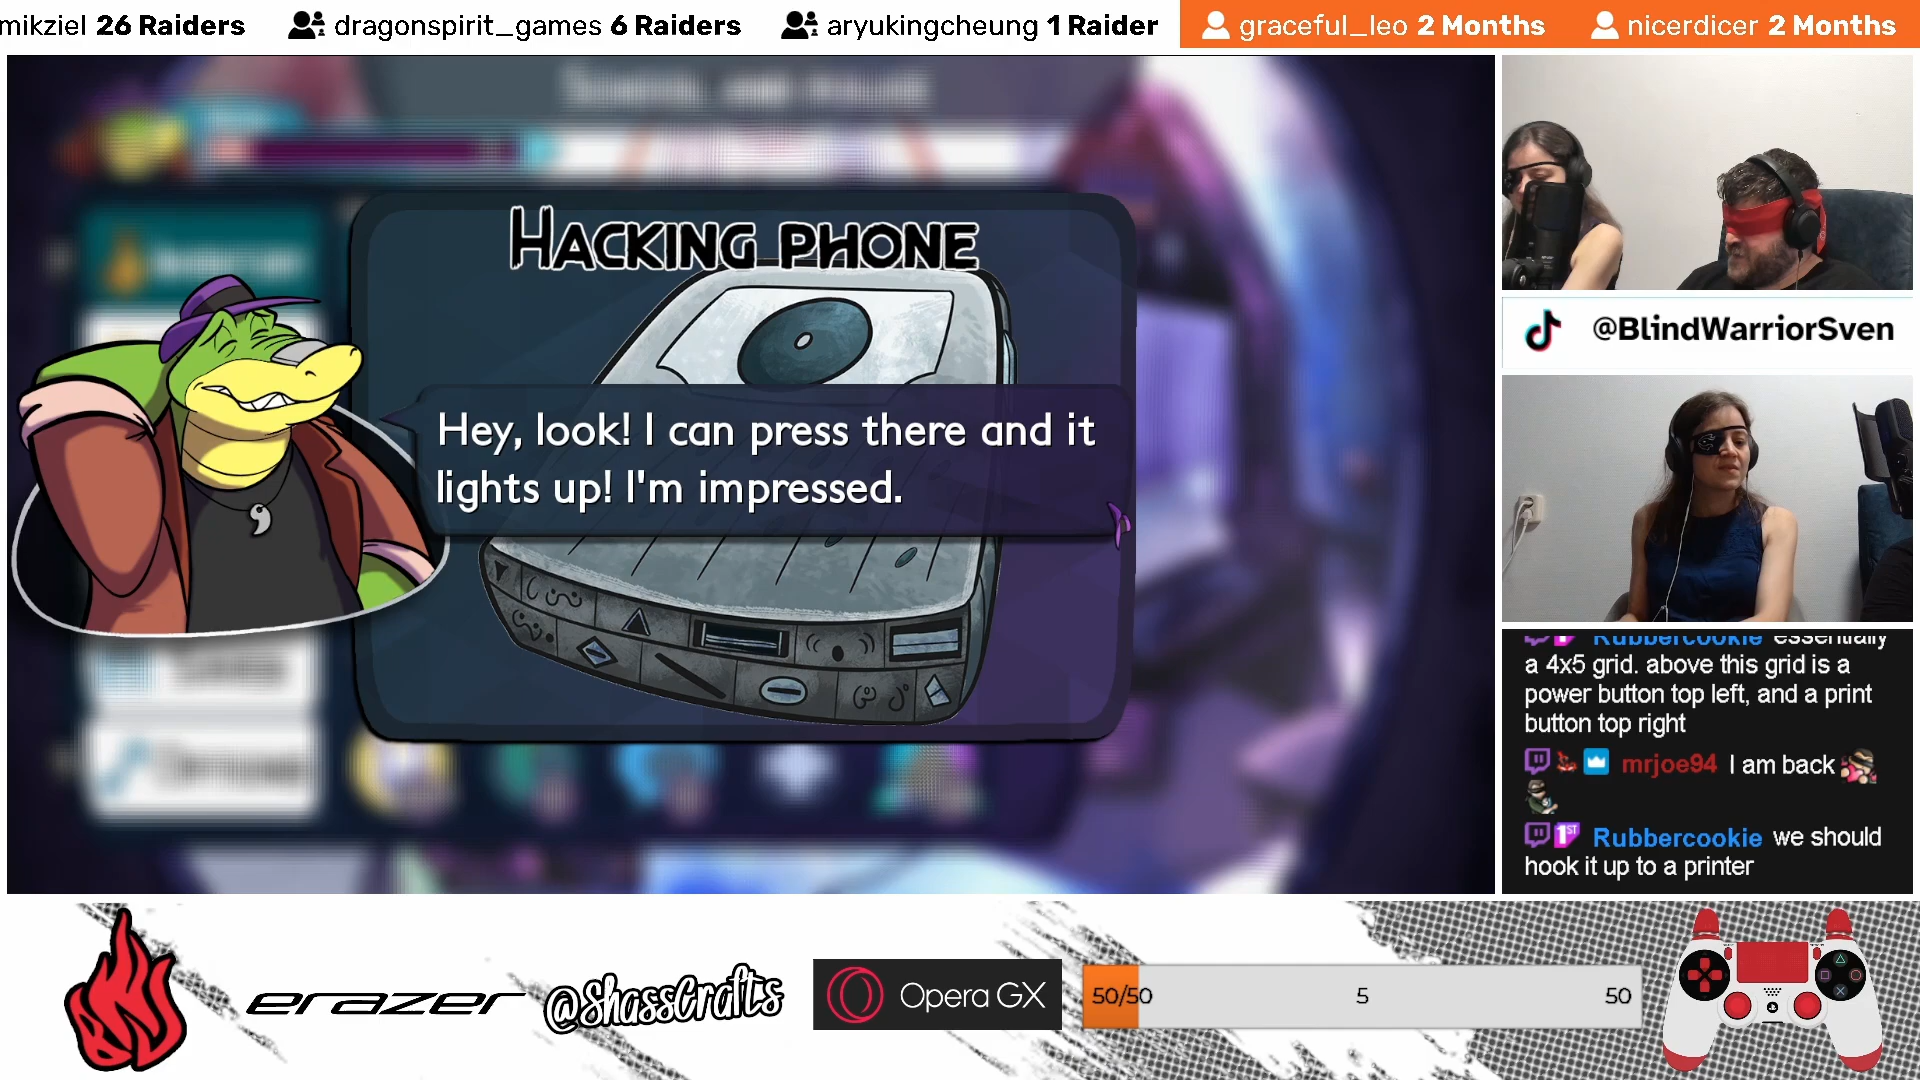 mikziel 26 Raiders dragonspirit_games 6 Raiders aryukingcheung 1 Raider graceful_leo 2 Months nicerdicer 2 Months
HACKING PHONE
Hey, look! I can press there and it
lights up! I'm impressed.
@BlindWarriorSven
Rubbercookie essentially
a 4x5 grid. above this grid is a
power button top left, and a print
button top right
mrjoe94 I am back
1ST Rubbercookie we should
hook it up to a printer
erazer @ShassCrafts Opera GX 50/50 5 50